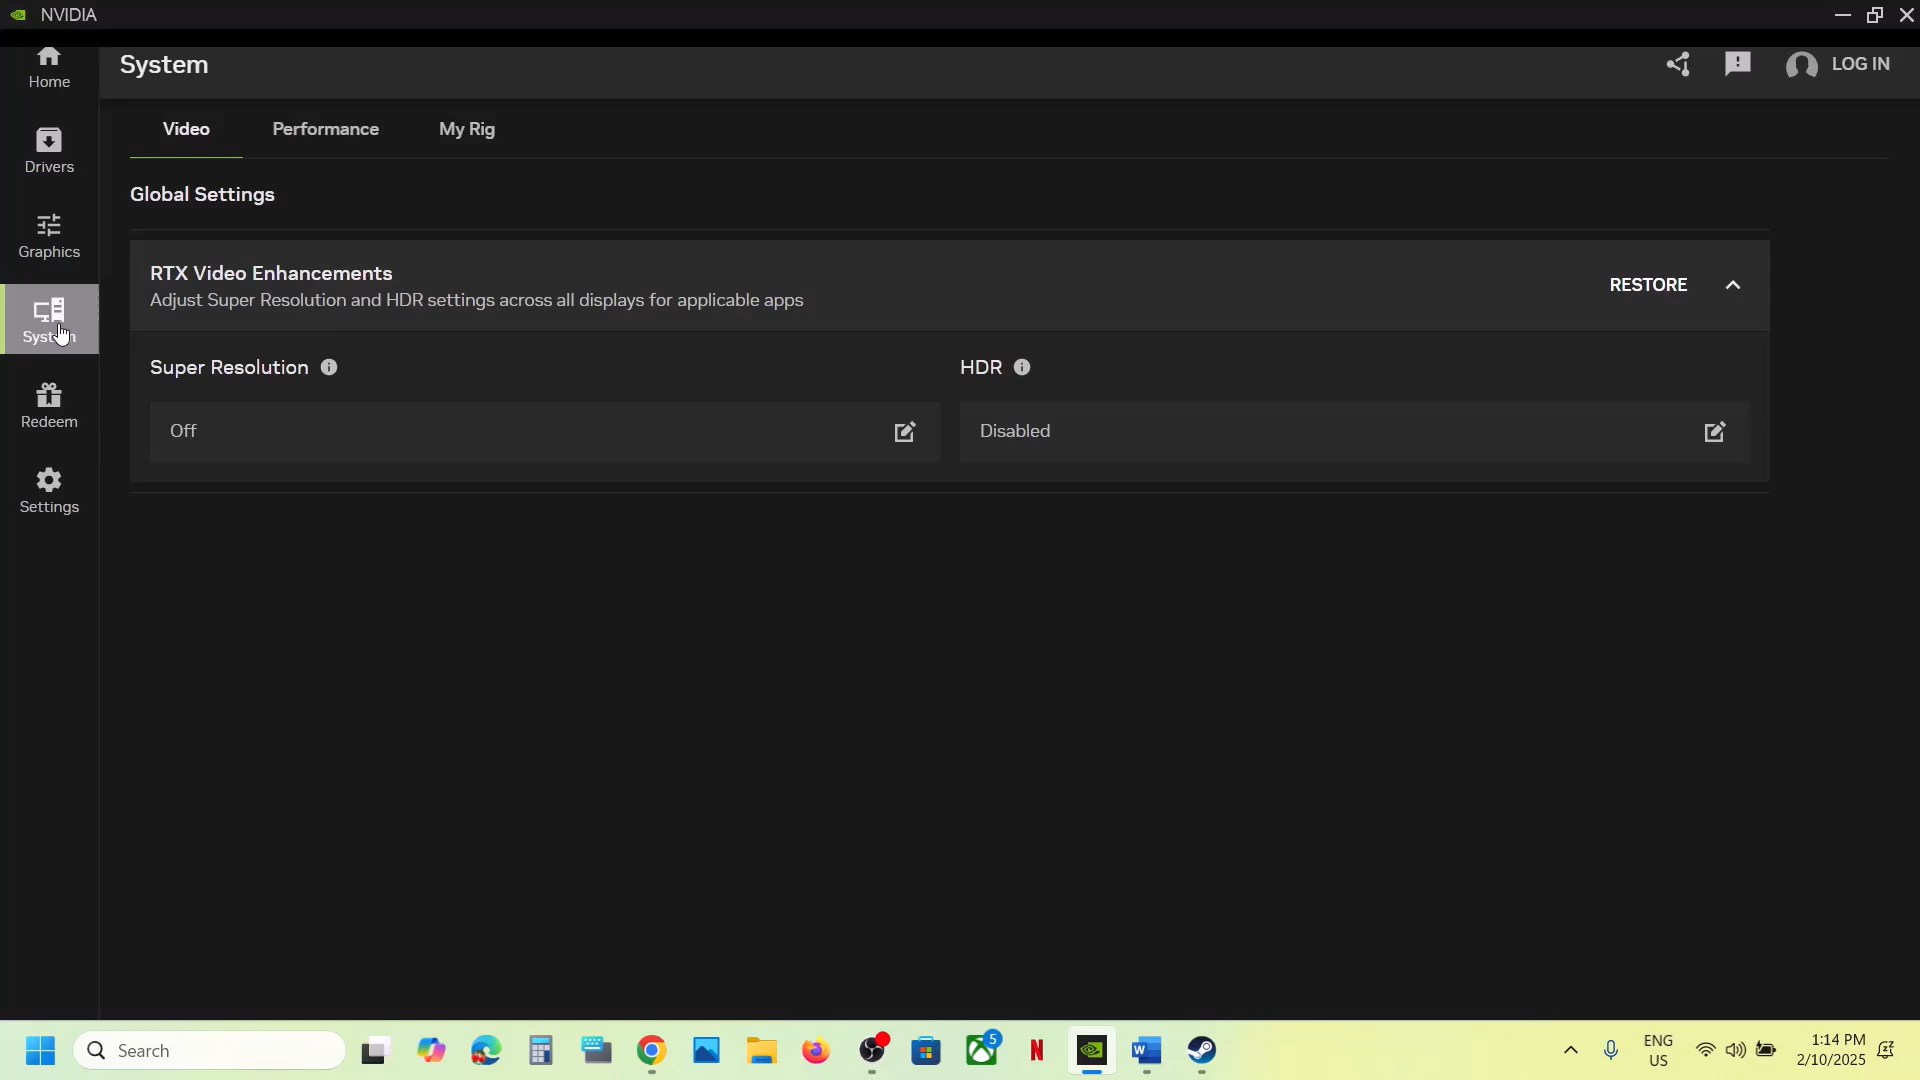 NVIDIA
Home
System
LOG IN
Video
Performance
My Rig
Drivers
Global Settings
Graphics
RTX Video Enhancements
Adjust Super Resolution and HDR settings across all displays for applicable apps
RESTORE
System
Super Resolution
HDR
Off
Disabled
Redeem
Settings
Search
5
N
W
ENG
US
1:14 PM
2/10/2025